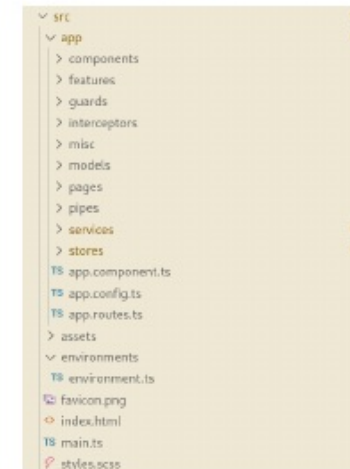 src
app
components
features
guards
interceptors
misc
models
pages
pipes
services
stores
TS app.component.ts
TS app.config.ts
TS app.routes.ts
assets
environments
TS environment.ts
favicon.png
index.html
TS main.ts
styles.scss